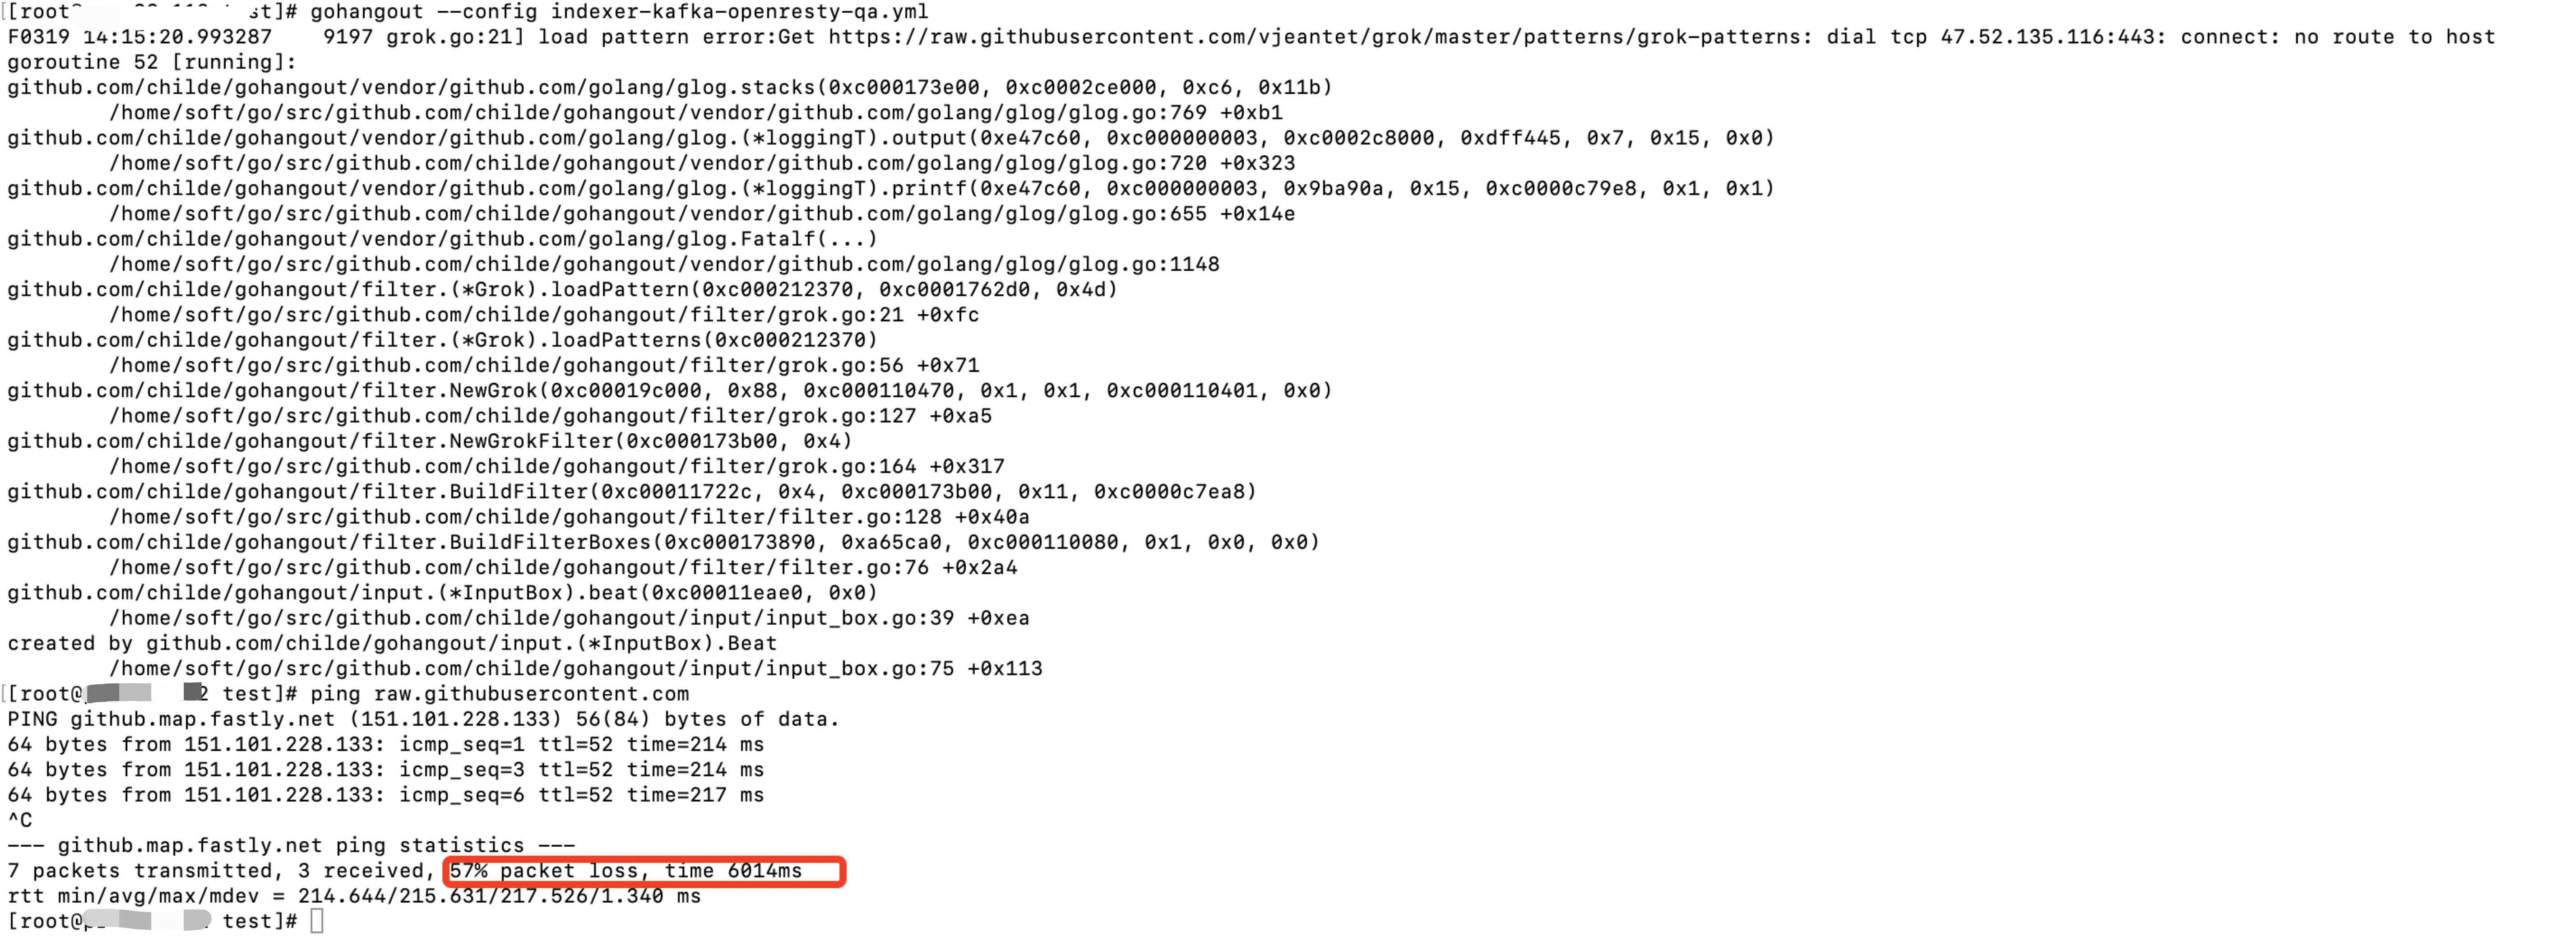 [[root@ st]# gohangout --config indexer-kafka-openresty-qa.yml
F0319 14:15:20.993287    9197 grok.go:21] load pattern error:Get https://raw.githubusercontent.com/vjeantet/grok/master/patterns/grok-patterns: dial tcp 47.52.135.116:443: connect: no route to host
goroutine 52 [running]:
github.com/childe/gohangout/vendor/github.com/golang/glog.stacks(0xc000173e00, 0xc0002ce000, 0xc6, 0x11b)
        /home/soft/go/src/github.com/childe/gohangout/vendor/github.com/golang/glog/glog.go:769 +0xb1
github.com/childe/gohangout/vendor/github.com/golang/glog.(*loggingT).output(0xe47c60, 0xc000000003, 0xc0002c8000, 0xdff445, 0x7, 0x15, 0x0)
        /home/soft/go/src/github.com/childe/gohangout/vendor/github.com/golang/glog/glog.go:720 +0x323
github.com/childe/gohangout/vendor/github.com/golang/glog.(*loggingT).printf(0xe47c60, 0xc000000003, 0x9ba90a, 0x15, 0xc0000c79e8, 0x1, 0x1)
        /home/soft/go/src/github.com/childe/gohangout/vendor/github.com/golang/glog/glog.go:655 +0x14e
github.com/childe/gohangout/vendor/github.com/golang/glog.Fatalf(...)
        /home/soft/go/src/github.com/childe/gohangout/vendor/github.com/golang/glog/glog.go:1148
github.com/childe/gohangout/filter.(*Grok).loadPattern(0xc000212370, 0xc0001762d0, 0x4d)
        /home/soft/go/src/github.com/childe/gohangout/filter/grok.go:21 +0xfc
github.com/childe/gohangout/filter.(*Grok).loadPatterns(0xc000212370)
        /home/soft/go/src/github.com/childe/gohangout/filter/grok.go:56 +0x71
github.com/childe/gohangout/filter.NewGrok(0xc00019c000, 0x88, 0xc000110470, 0x1, 0x1, 0xc000110401, 0x0)
        /home/soft/go/src/github.com/childe/gohangout/filter/grok.go:127 +0xa5
github.com/childe/gohangout/filter.NewGrokFilter(0xc000173b00, 0x4)
        /home/soft/go/src/github.com/childe/gohangout/filter/grok.go:164 +0x317
github.com/childe/gohangout/filter.BuildFilter(0xc00011722c, 0x4, 0xc000173b00, 0x11, 0xc0000c7ea8)
        /home/soft/go/src/github.com/childe/gohangout/filter/filter.go:128 +0x40a
github.com/childe/gohangout/filter.BuildFilterBoxes(0xc000173890, 0xa65ca0, 0xc000110080, 0x1, 0x0, 0x0)
        /home/soft/go/src/github.com/childe/gohangout/filter/filter.go:76 +0x2a4
github.com/childe/gohangout/input.(*InputBox).beat(0xc00011eae0, 0x0)
        /home/soft/go/src/github.com/childe/gohangout/input/input_box.go:39 +0xea
created by github.com/childe/gohangout/input.(*InputBox).Beat
        /home/soft/go/src/github.com/childe/gohangout/input/input_box.go:75 +0x113
[[root@ 2 test]# ping raw.githubusercontent.com
PING github.map.fastly.net (151.101.228.133) 56(84) bytes of data.
64 bytes from 151.101.228.133: icmp_seq=1 ttl=52 time=214 ms
64 bytes from 151.101.228.133: icmp_seq=3 ttl=52 time=214 ms
64 bytes from 151.101.228.133: icmp_seq=6 ttl=52 time=217 ms
^C
--- github.map.fastly.net ping statistics ---
7 packets transmitted, 3 received, 57% packet loss, time 6014ms
rtt min/avg/max/mdev = 214.644/215.631/217.526/1.340 ms
[root@ test]#